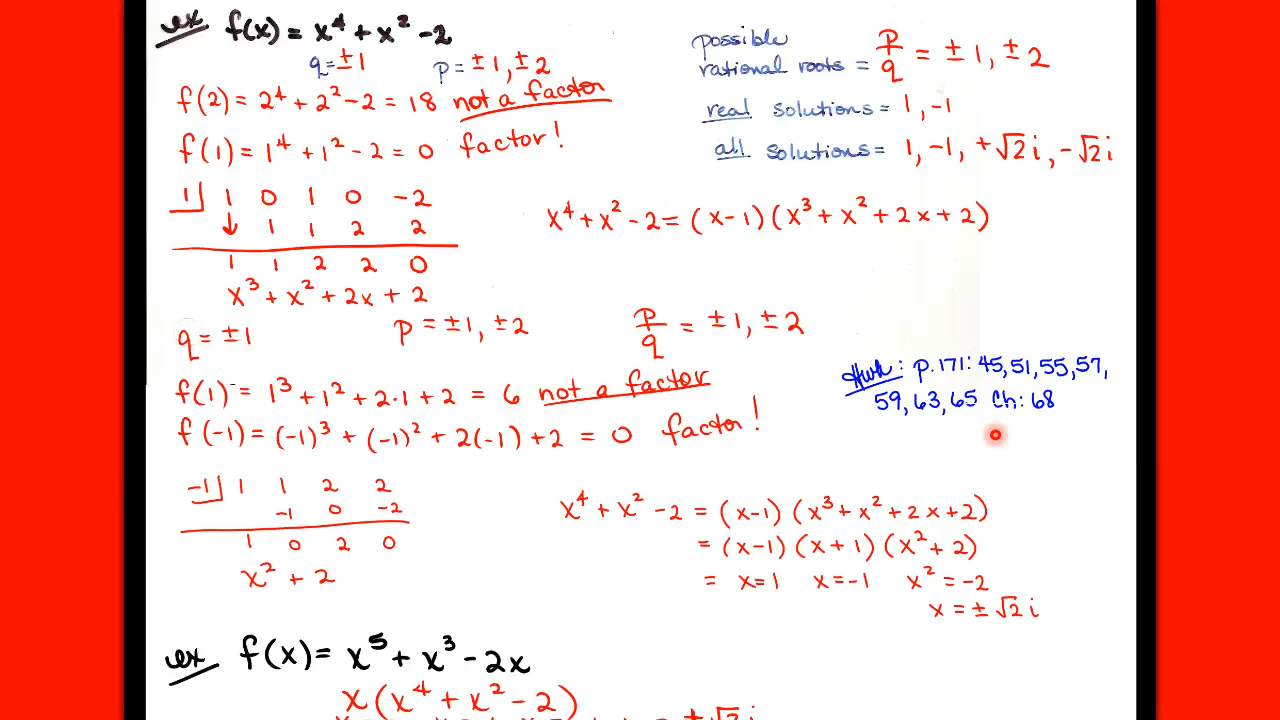 ex f(x) = x⁴ + x² - 2
q = ±1 p = ±1, ±2
f(2) = 2⁴ + 2² - 2 = 18 not a factor
f(1) = 1⁴ + 1² - 2 = 0 factor!
possible
rational roots = p/q = ±1, ±2
real solutions = 1, -1
all solutions = 1, -1, +√2 i, -√2 i
1| 1 0 1 0 -2
↓ 1 1 2 2
1 1 2 2 0
x³ + x² + 2x + 2
x⁴ + x² - 2 = (x-1)(x³ + x² + 2x + 2)
q = ±1 p = ±1, ±2 p/q = ±1, ±2
f(1) = 1³ + 1² + 2·1 + 2 = 6 not a factor
f(-1) = (-1)³ + (-1)² + 2(-1) + 2 = 0 factor!
Hwk: p. 171: 45, 51, 55, 57,
59, 63, 65 Ch: 68
-1| 1 1 2 2
-1 0 -2
1 0 2 0
x² + 2
x⁴ + x² - 2 = (x-1)(x³ + x² + 2x + 2)
= (x-1)(x+1)(x² + 2)
= x=1 x=-1 x² = -2
x = ± √2 i
ex f(x) = x⁵ + x³ - 2x
x(x⁴ + x² - 2)